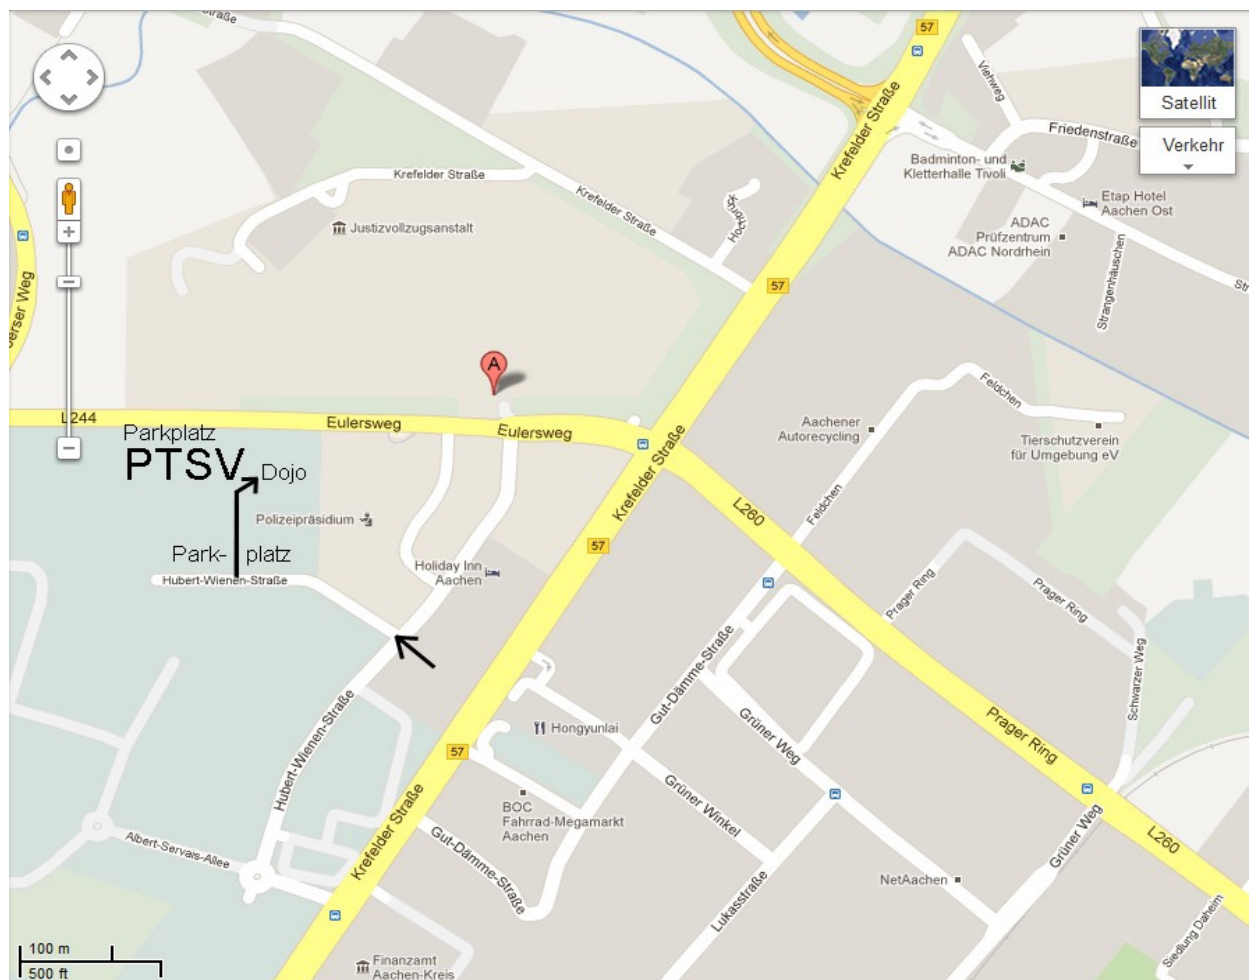 straße
57
Krefelder Straße
Viehweg
Friedenstraße
Satellit
Verkehr
Badminton- und
Kletterhalle Tivoli
Krefelder Straße
Krefelder Straße
Justizvollzugsanstalt
Etap Hotel
Aachen Ost
ADAC
Prüfzentrum
ADAC Nordrhein
Strangenhäuschen
Str
57
erser Weg
A
L244
Eulersweg
Eulersweg
Krefelder Straße
Feldchen
Aachener
Autorecycling
Tierschutzverein
für Umgebung eV
Parkplatz
PTSV
Dojo
Polizeipräsidium
Park- platz
Hubert-Wienen-Straße
Holiday Inn
Aachen
57
L260
Feldchen
Prager Ring
Prager Ring
Schwarzer Weg
Gut-Dämme-Straße
Hubert-Wienen-Straße
57
Hongyunlai
Grüner Weg
Prager Ring
Grüner Winkel
BOC
Fahrrad-Megamarkt
Aachen
Krefelder Straße
Gut-Dämme-Straße
Albert-Servais-Allee
Lukasstraße
NetAachen
Grüner Weg
L260
Siedlung Daheim
Finanzamt
Aachen-Kreis
100 m
500 ft